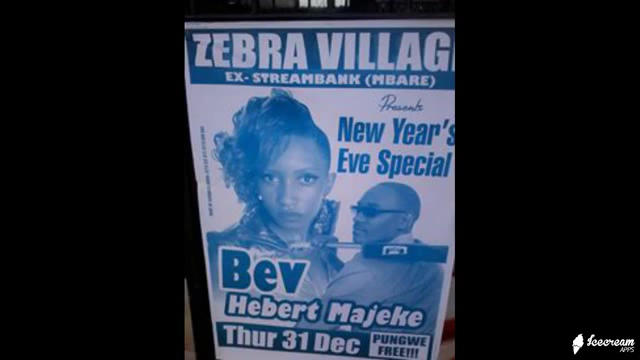 ZEBRA VILLAG
EX- STREAMBANK (MBARE)
Presents
New Year's
Eve Special
Bev
Hebert Majeke
Thur 31 Dec
PUNGWE
FREE!!!
Icecream
APPS